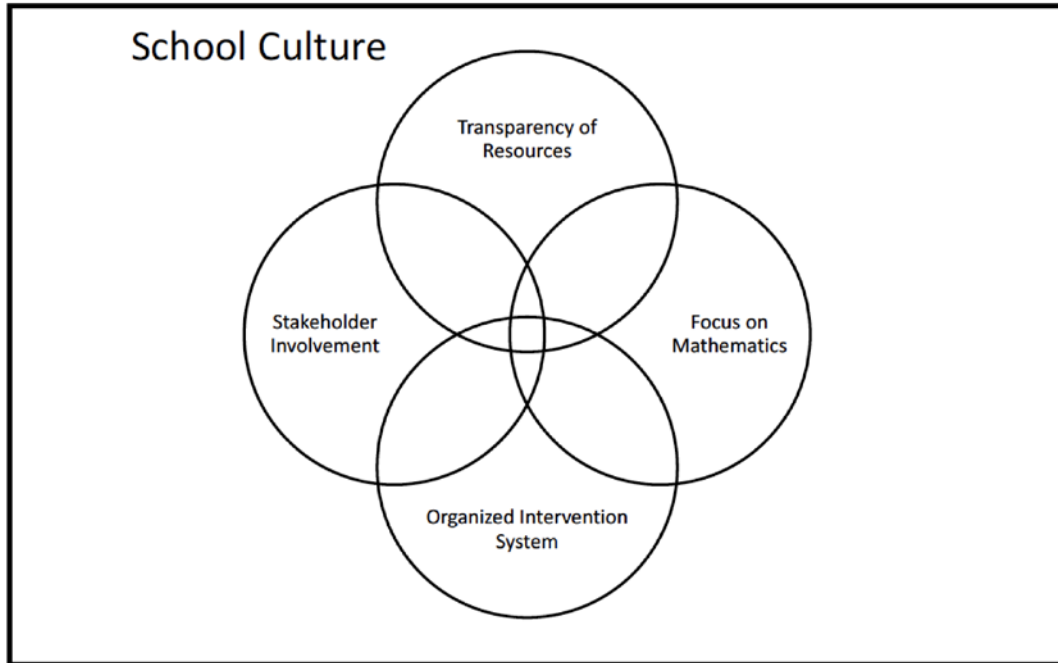 School Culture
Transparency of
Resources
Stakeholder
Involvement
Focus on
Mathematics
Organized Intervention
System